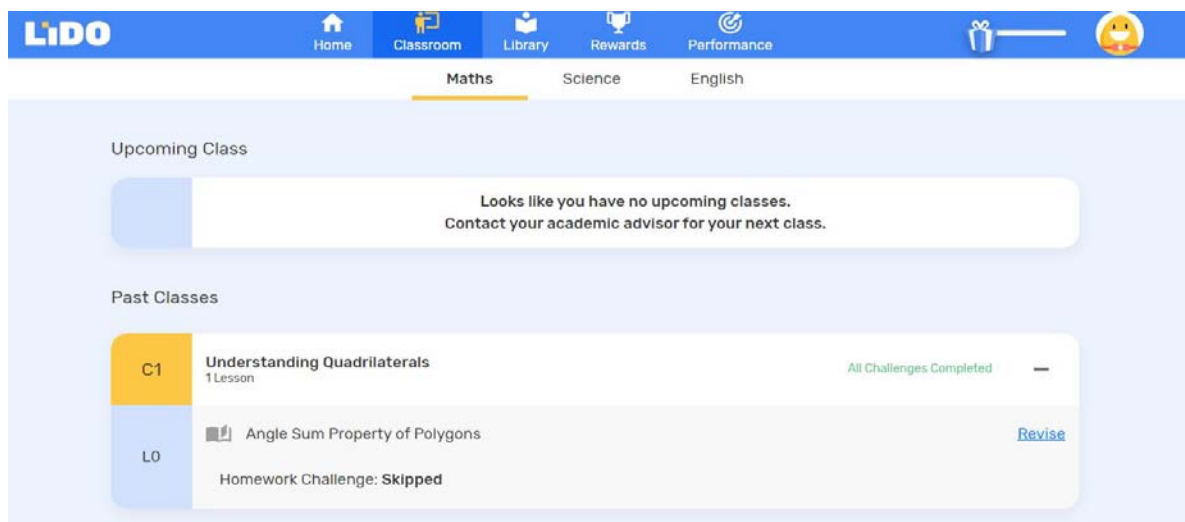 LiDO
Home
Classroom
Library
Rewards
Performance
Maths
Science
English
Upcoming Class
Looks like you have no upcoming classes.
Contact your academic advisor for your next class.
Past Classes
C1
Understanding Quadrilaterals
1 Lesson
All Challenges Completed
L0
Angle Sum Property of Polygons
Revise
Homework Challenge: Skipped